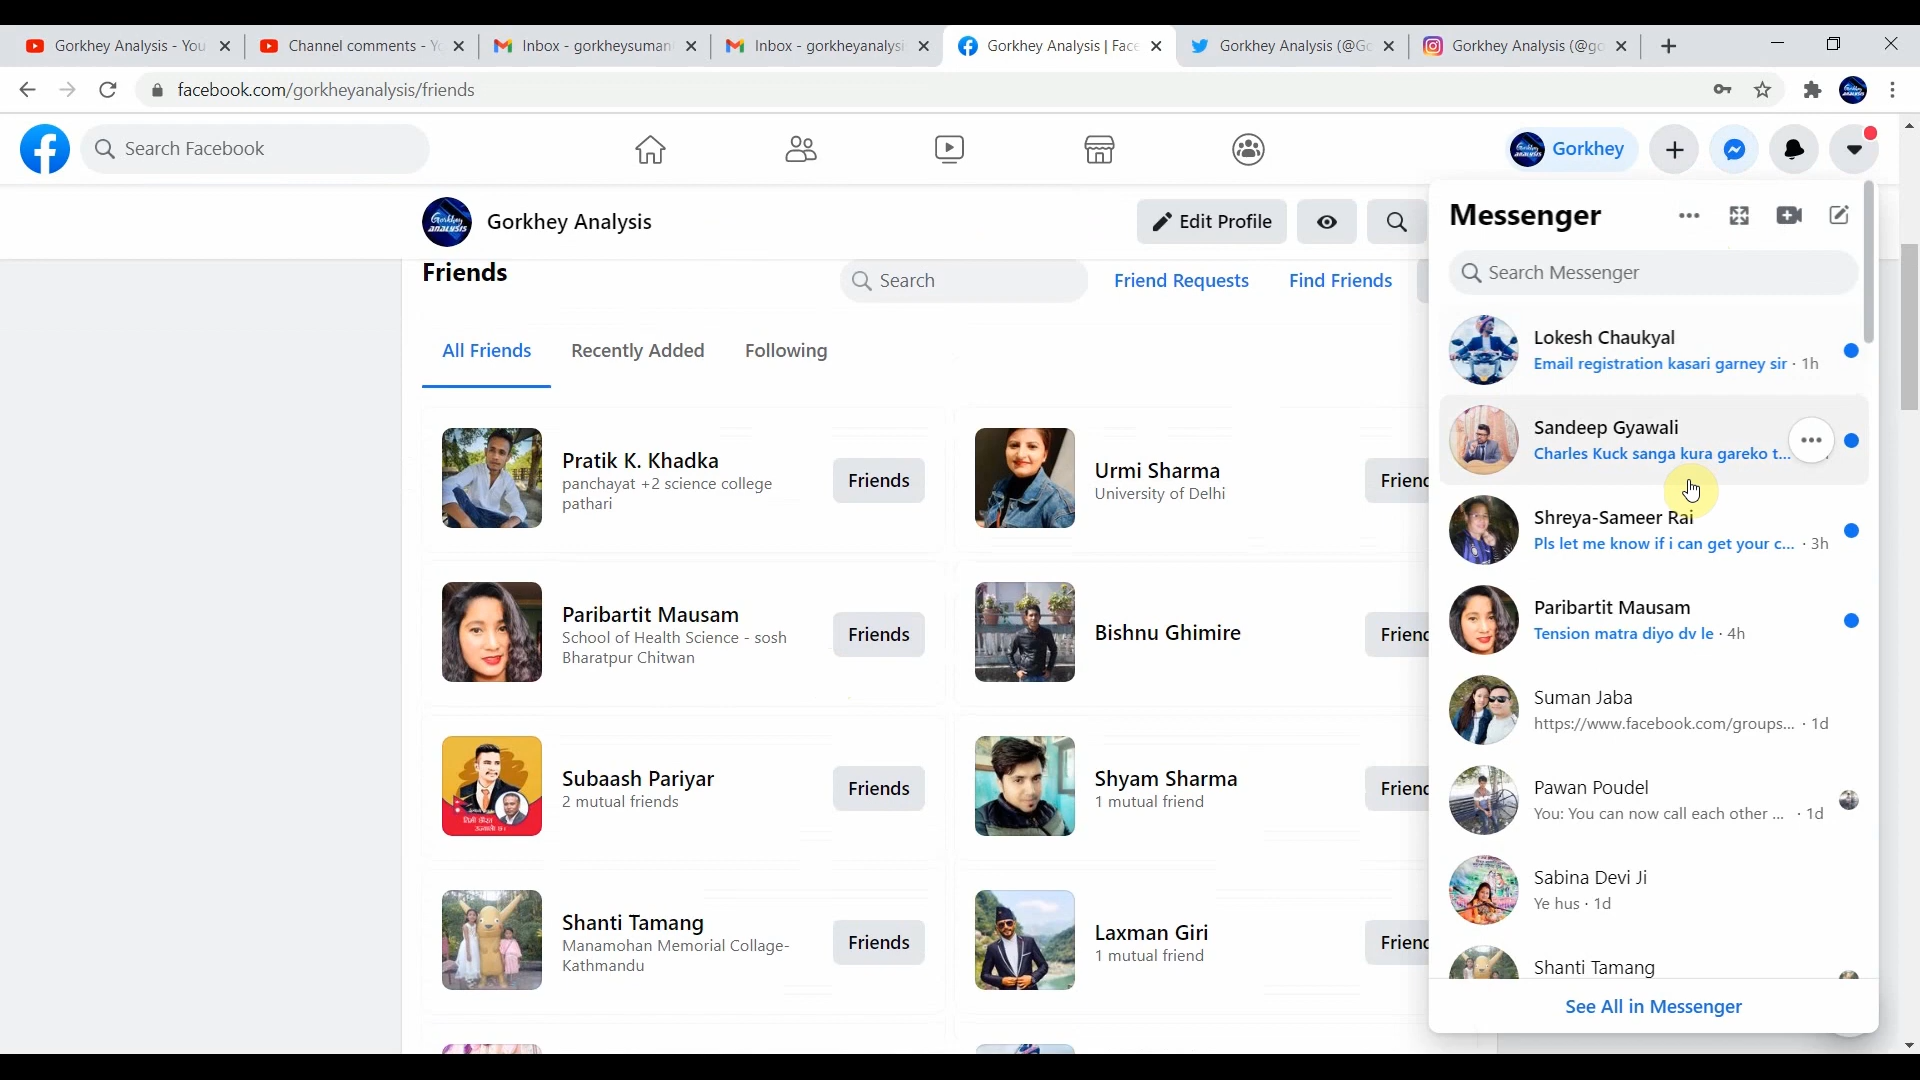 Gorkhey Analysis - You
Channel comments - Y
Inbox - gorkheysuman
Inbox - gorkheyanalysi
Gorkhey Analysis | Face
Gorkhey Analysis (@Go
Gorkhey Analysis (@go
facebook.com/gorkheyanalysis/friends
Search Facebook
Gorkhey
Gorkhey Analysis
Edit Profile
Friends
Search
Friend Requests
Find Friends
All Friends
Recently Added
Following
Pratik K. Khadka
panchayat +2 science college
pathari
Friends
Urmi Sharma
University of Delhi
Friend
Paribartit Mausam
School of Health Science - sosh
Bharatpur Chitwan
Friends
Bishnu Ghimire
Friend
Subaash Pariyar
2 mutual friends
Friends
Shyam Sharma
1 mutual friend
Friend
Shanti Tamang
Manamohan Memorial Collage-
Kathmandu
Friends
Laxman Giri
1 mutual friend
Friend
Messenger
Search Messenger
Lokesh Chaukyal
Email registration kasari garney sir · 1h
Sandeep Gyawali
Charles Kuck sanga kura gareko t...
Shreya-Sameer Rai
Pls let me know if i can get your c... · 3h
Paribartit Mausam
Tension matra diyo dv le · 4h
Suman Jaba
https://www.facebook.com/groups... · 1d
Pawan Poudel
You: You can now call each other ... · 1d
Sabina Devi Ji
Ye hus · 1d
Shanti Tamang
See All in Messenger